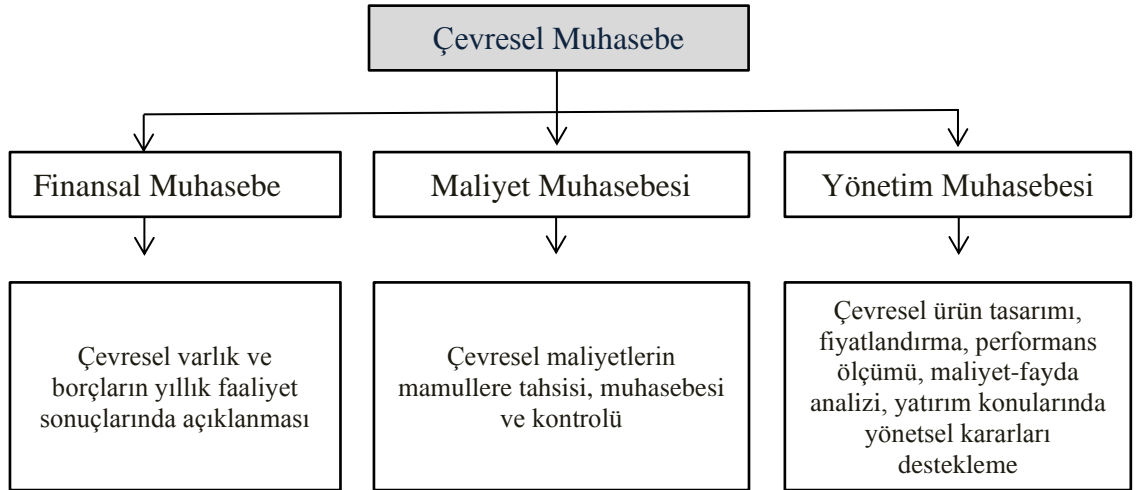 Çevresel Muhasebe
Finansal Muhasebe
Maliyet Muhasebesi
Yönetim Muhasebesi
Çevresel varlık ve
borçların yıllık faaliyet
sonuçlarında açıklanması
Çevresel maliyetlerin
mamullere tahsisi, muhasebesi
ve kontrolü
Çevresel ürün tasarımı,
fiyatlandırma, performans
ölçümü, maliyet-fayda
analizi, yatırım konularında
yönetsel kararları
destekleme